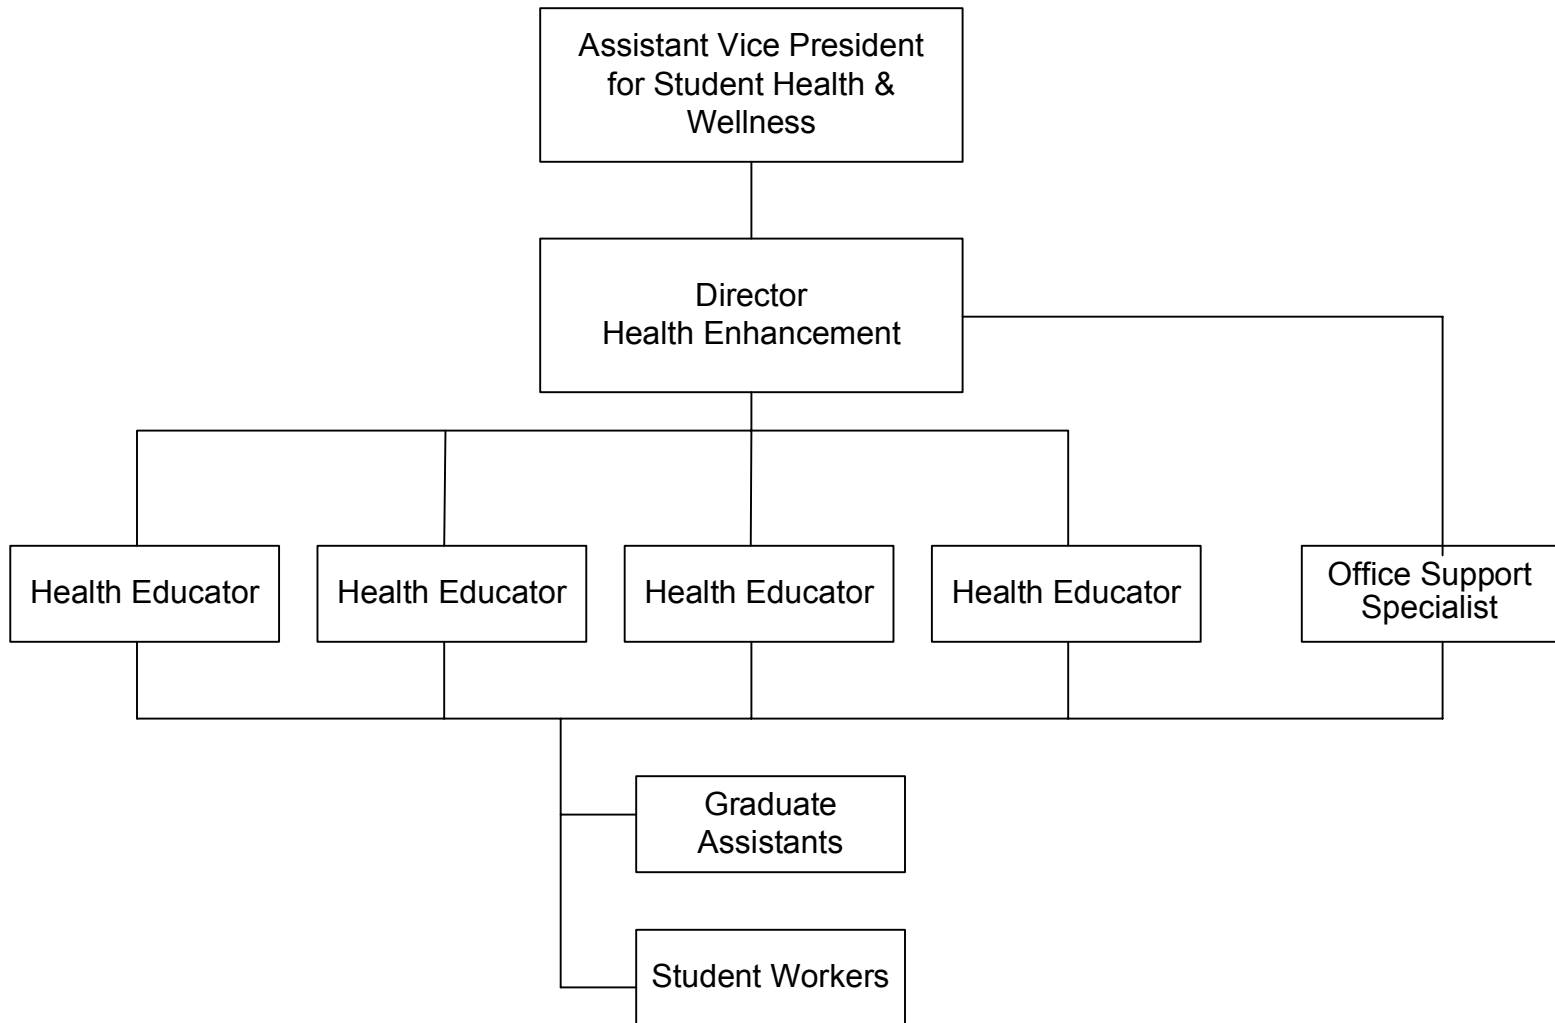 Assistant Vice President
for Student Health &
Wellness
Director
Health Enhancement
Health Educator
Health Educator
Health Educator
Health Educator
Office Support
Specialist
Graduate
Assistants
Student Workers